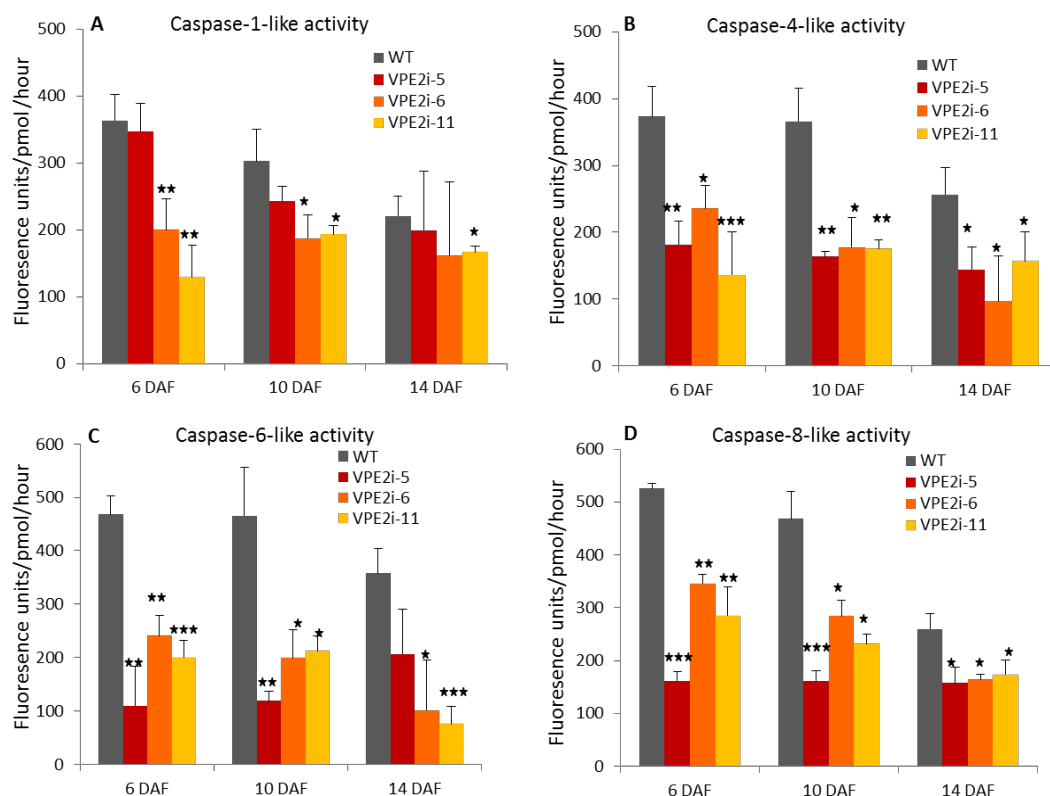 A Caspase-1-like activity
Fluoresence units/pmol/hour
500
400
300
200
100
0
WT
VPE2i-5
VPE2i-6
VPE2i-11
★★
★★
★
★
★
6 DAF 10 DAF 14 DAF
B Caspase-4-like activity
Fluoresence units/pmol/hour
500
400
300
200
100
0
WT
VPE2i-5
VPE2i-6
VPE2i-11
★★ ★ ★★★
★★ ★ ★★
★ ★ ★
6 DAF 10 DAF 14 DAF
C Caspase-6-like activity
Fluoresence units/pmol/hour
600
500
400
300
200
100
0
WT
VPE2i-5
VPE2i-6
VPE2i-11
★★ ★★ ★★★
★★ ★ ★
★ ★★★
6 DAF 10 DAF 14 DAF
D Caspase-8-like activity
Fluoresence units/pmol/hour
600
500
400
300
200
100
0
WT
VPE2i-5
VPE2i-6
VPE2i-11
★★★ ★★ ★★
★★★ ★ ★
★ ★ ★
6 DAF 10 DAF 14 DAF